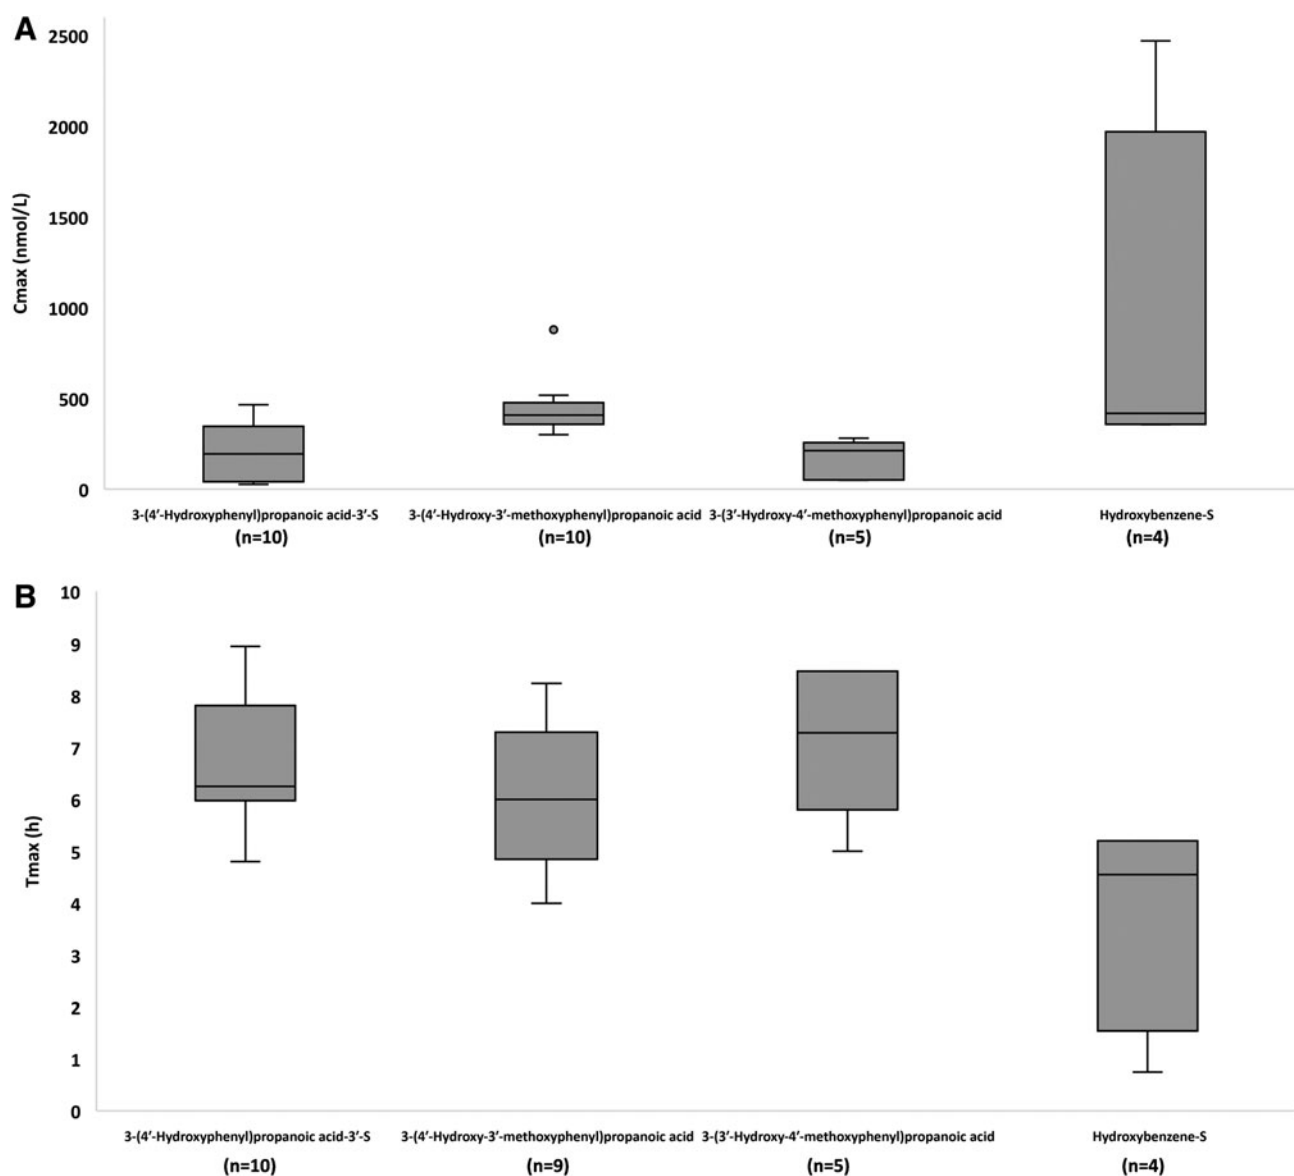 A
2500
2000
1500
1000
500
0
Cmax (nmol/L)
3-(4′-Hydroxyphenyl)propanoic acid-3′-S 3-(4′-Hydroxy-3′-methoxyphenyl)propanoic acid 3-(3′-Hydroxy-4′-methoxyphenyl)propanoic acid Hydroxybenzene-S
(n=10) (n=10) (n=5) (n=4)
B
10
9
8
7
6
5
4
3
2
1
0
Tmax (h)
3-(4′-Hydroxyphenyl)propanoic acid-3′-S 3-(4′-Hydroxy-3′-methoxyphenyl)propanoic acid 3-(3′-Hydroxy-4′-methoxyphenyl)propanoic acid Hydroxybenzene-S
(n=10) (n=9) (n=5) (n=4)